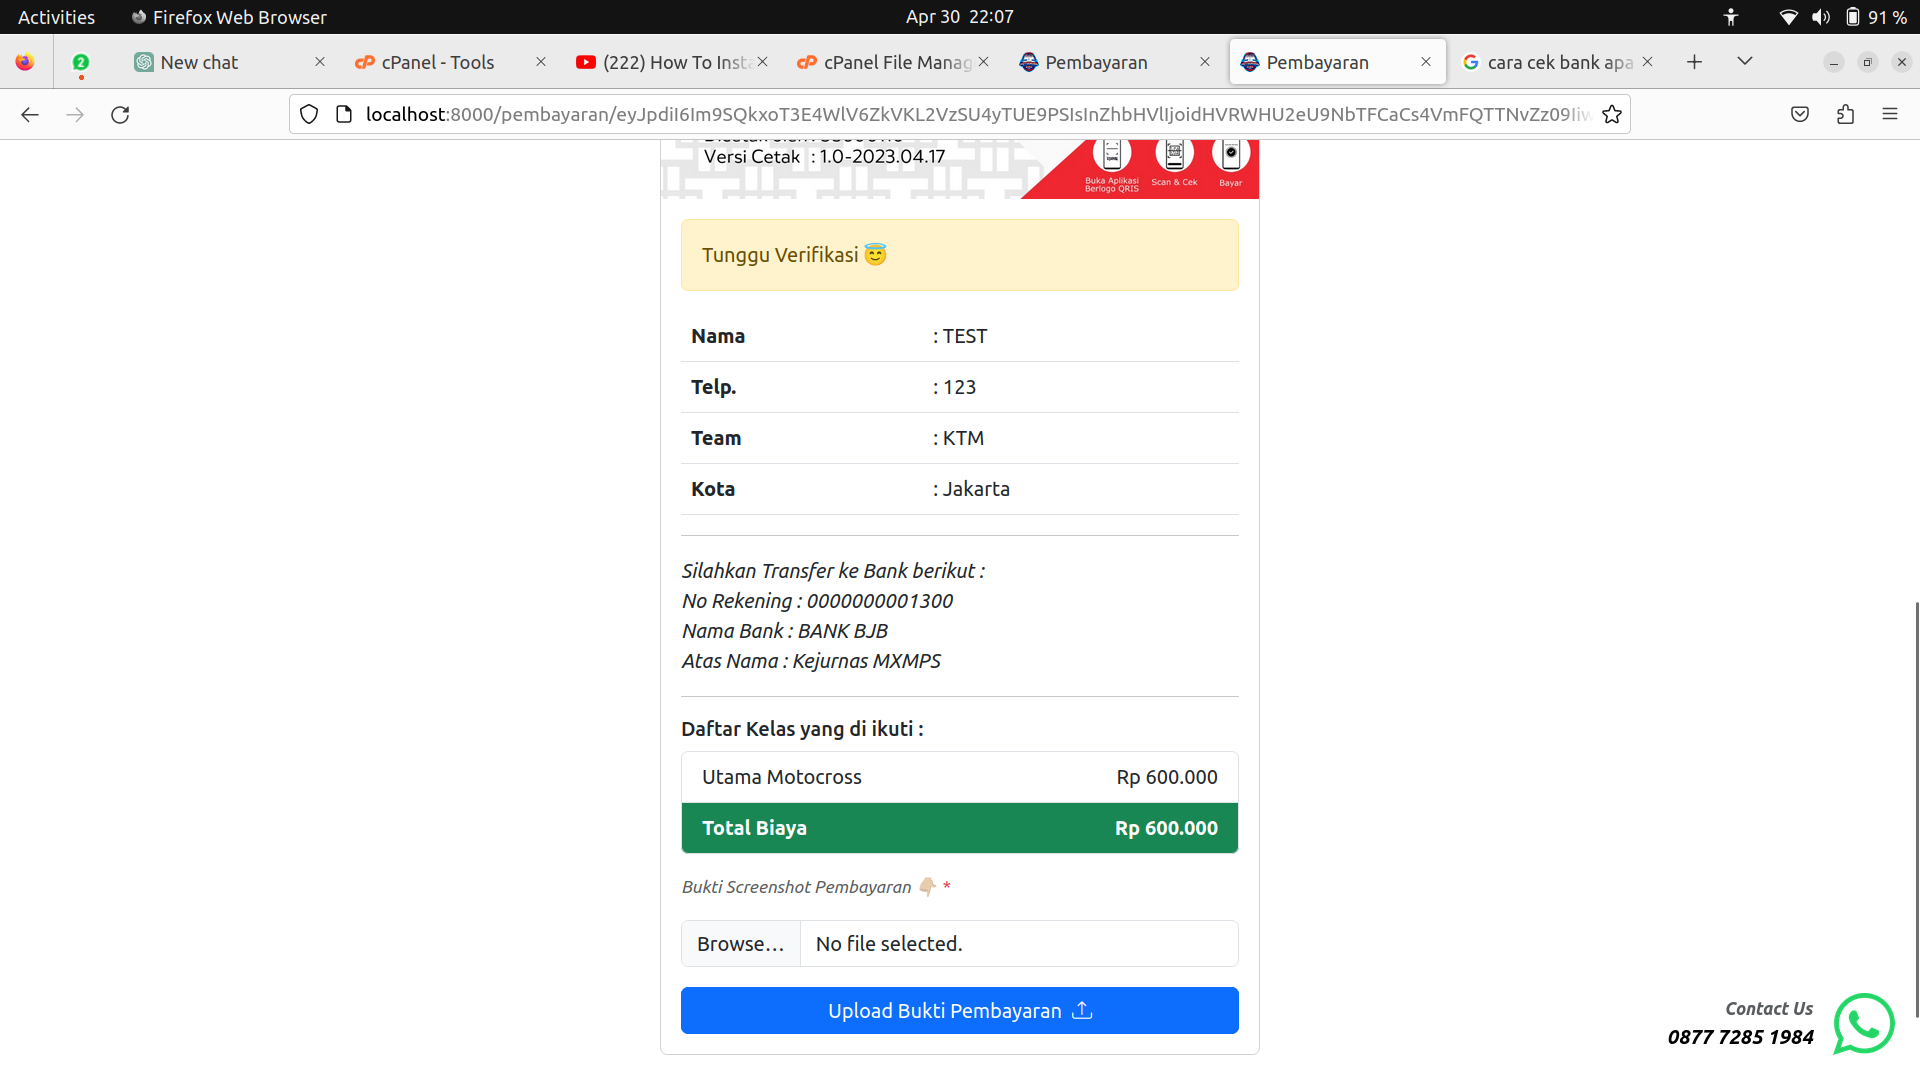 Activities
Firefox Web Browser
Apr 30 22:07
91 %
2
New chat
cPanel - Tools
(222) How To Insta
cPanel File Manag
Pembayaran
Pembayaran
cara cek bank apa
localhost:8000/pembayaran/
Versi Cetak : 1.0-2023.04.17
Buka Aplikasi
Berlogo QRIS
Scan & Cek
Bayar
Tunggu Verifikasi 😇
Nama : TEST
Telp. : 123
Team : KTM
Kota : Jakarta
Silahkan Transfer ke Bank berikut :
No Rekening : 0000000001300
Nama Bank : BANK BJB
Atas Nama : Kejurnas MXMPS
Daftar Kelas yang di ikuti :
Utama Motocross Rp 600.000
Total Biaya Rp 600.000
Bukti Screenshot Pembayaran 👇🏼 *
Browse... No file selected.
Upload Bukti Pembayaran
Contact Us
0877 7285 1984